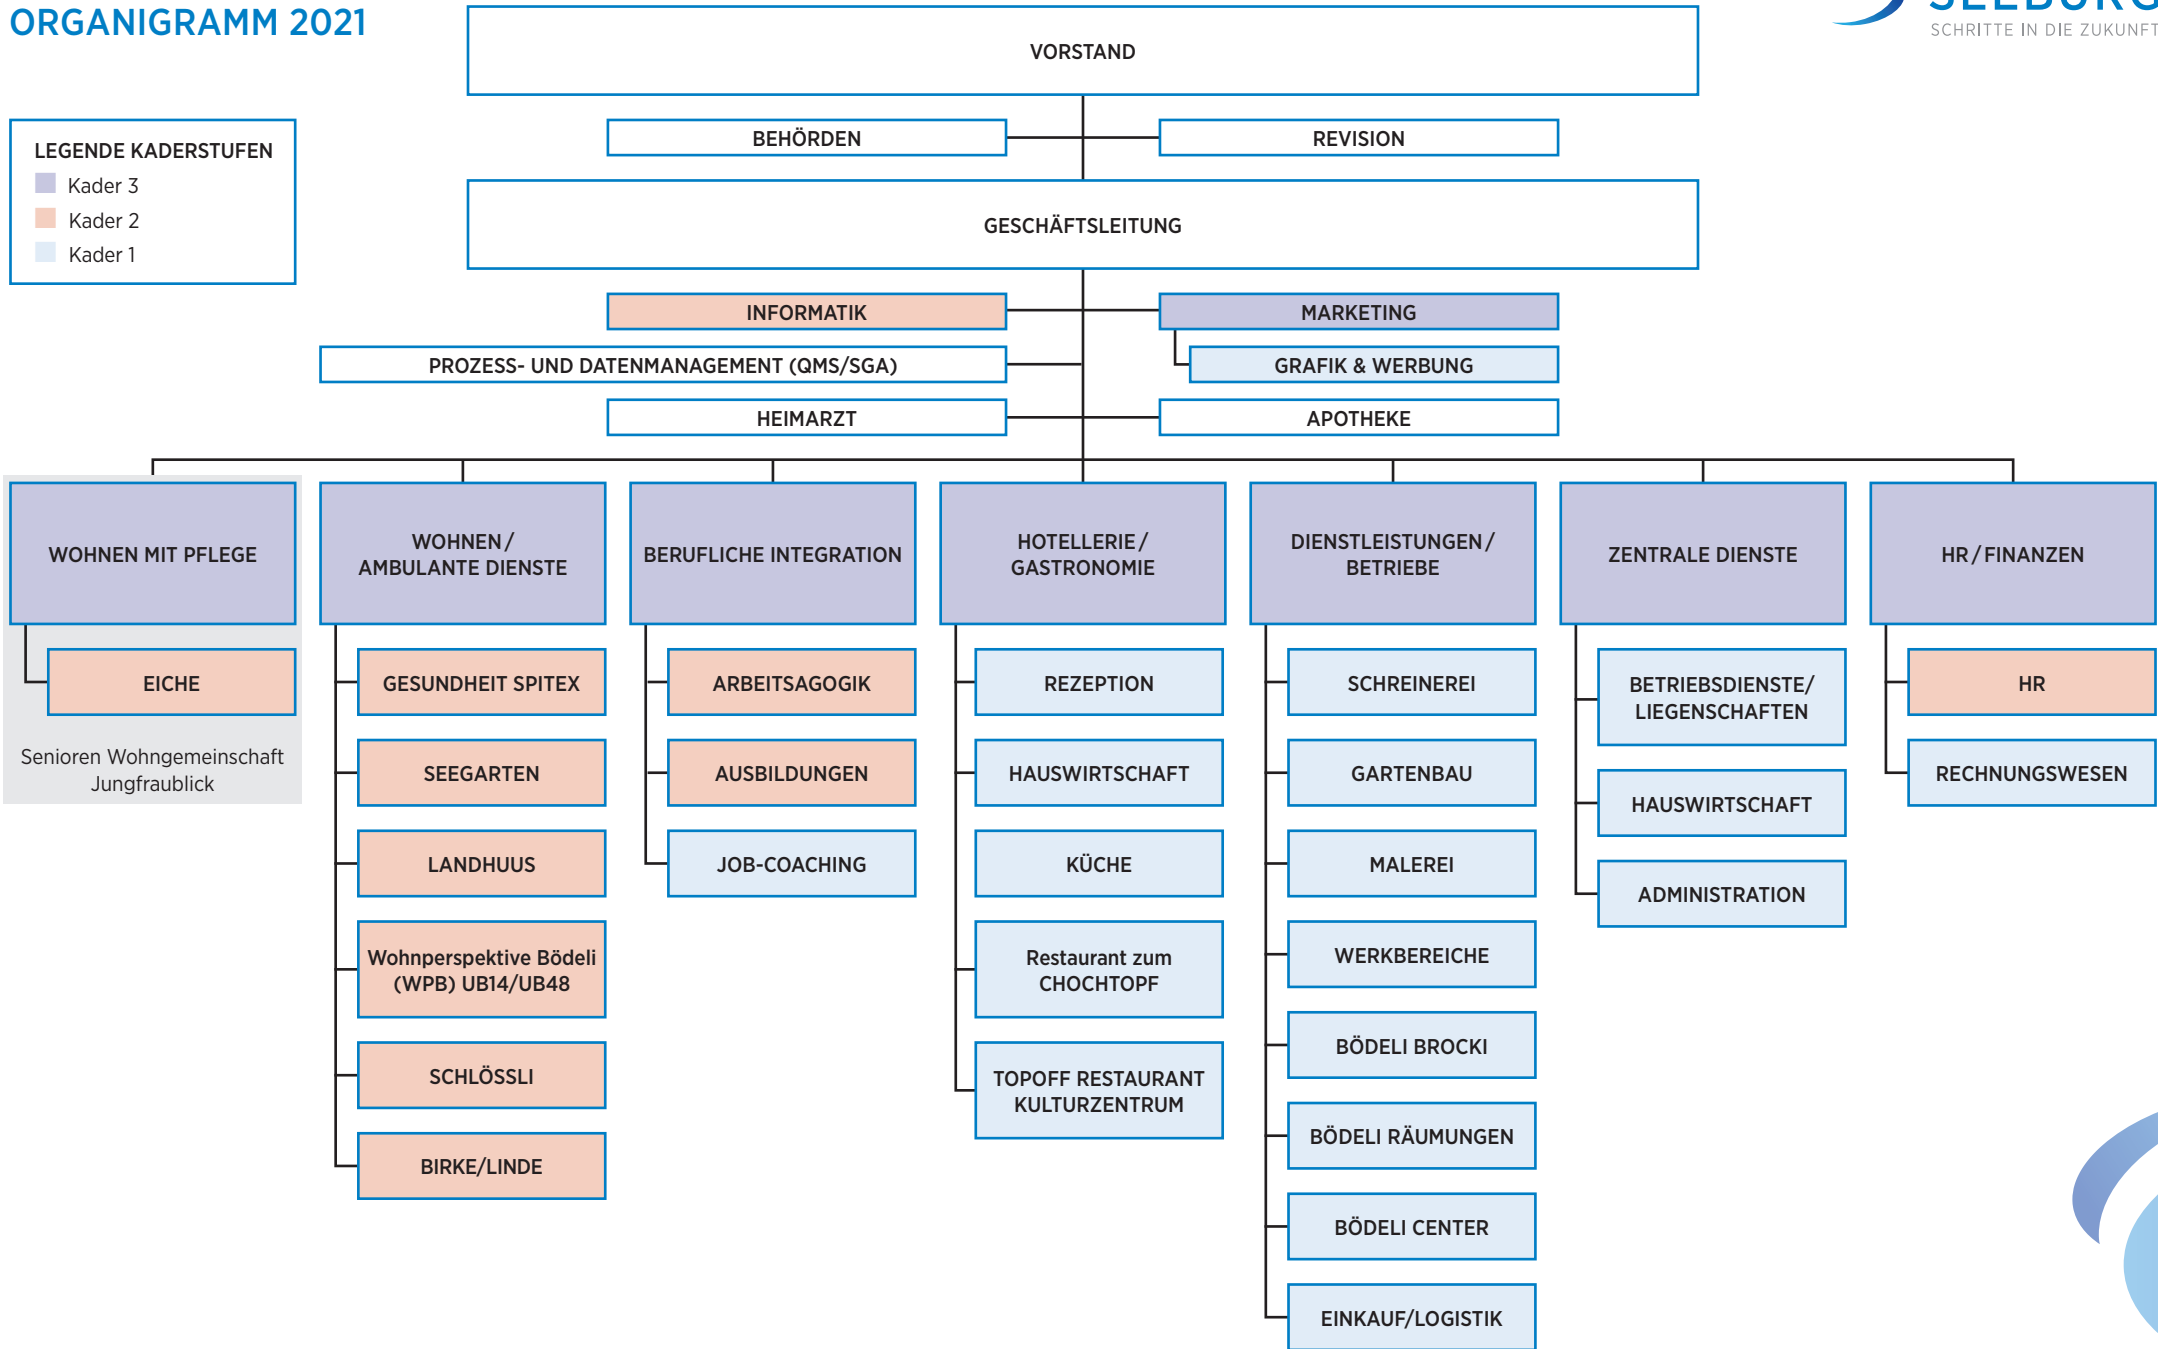 ORGANIGRAMM 2021
SEEBURG
SCHRITTE IN DIE ZUKUNFT
VORSTAND
BEHÖRDEN
REVISION
LEGENDE KADERSTUFEN
Kader 3
Kader 2
Kader 1
GESCHÄFTSLEITUNG
INFORMATIK
MARKETING
PROZESS- UND DATENMANAGEMENT (QMS/SGA)
GRAFIK & WERBUNG
HEIMARZT
APOTHEKE
WOHNEN MIT PFLEGE
EICHE
Senioren Wohngemeinschaft
Jungfraublick
WOHNEN /
AMBULANTE DIENSTE
GESUNDHEIT SPITEX
SEEGARTEN
LANDHUUS
Wohnperspektive Bödeli
(WPB) UB14/UB48
SCHLÖSSLI
BIRKE/LINDE
BERUFLICHE INTEGRATION
ARBEITSAGOGIK
AUSBILDUNGEN
JOB-COACHING
HOTELLERIE /
GASTRONOMIE
REZEPTION
HAUSWIRTSCHAFT
KÜCHE
Restaurant zum
CHOCHTOPF
TOPOFF RESTAURANT
KULTURZENTRUM
DIENSTLEISTUNGEN /
BETRIEBE
SCHREINEREI
GARTENBAU
MALEREI
WERKBEREICHE
BÖDELI BROCKI
BÖDELI RÄUMUNGEN
BÖDELI CENTER
EINKAUF/LOGISTIK
ZENTRALE DIENSTE
BETRIEBSDIENSTE/
LIEGENSCHAFTEN
HAUSWIRTSCHAFT
ADMINISTRATION
HR / FINANZEN
HR
RECHNUNGSWESEN